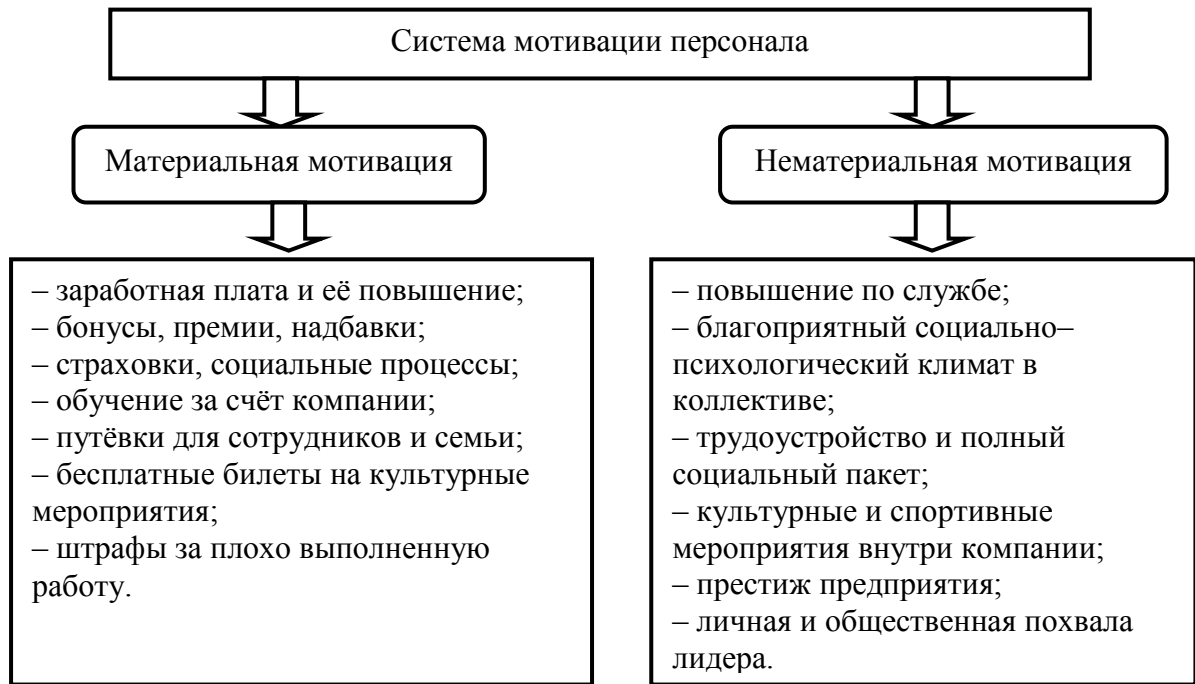 Система мотивации персонала
Материальная мотивация
Нематериальная мотивация
– заработная плата и её повышение;
– бонусы, премии, надбавки;
– страховки, социальные процессы;
– обучение за счёт компании;
– путёвки для сотрудников и семьи;
– бесплатные билеты на культурные
мероприятия;
– штрафы за плохо выполненную
работу.
– повышение по службе;
– благоприятный социально–
психологический климат в
коллективе;
– трудоустройство и полный
социальный пакет;
– культурные и спортивные
мероприятия внутри компании;
– престиж предприятия;
– личная и общественная похвала
лидера.